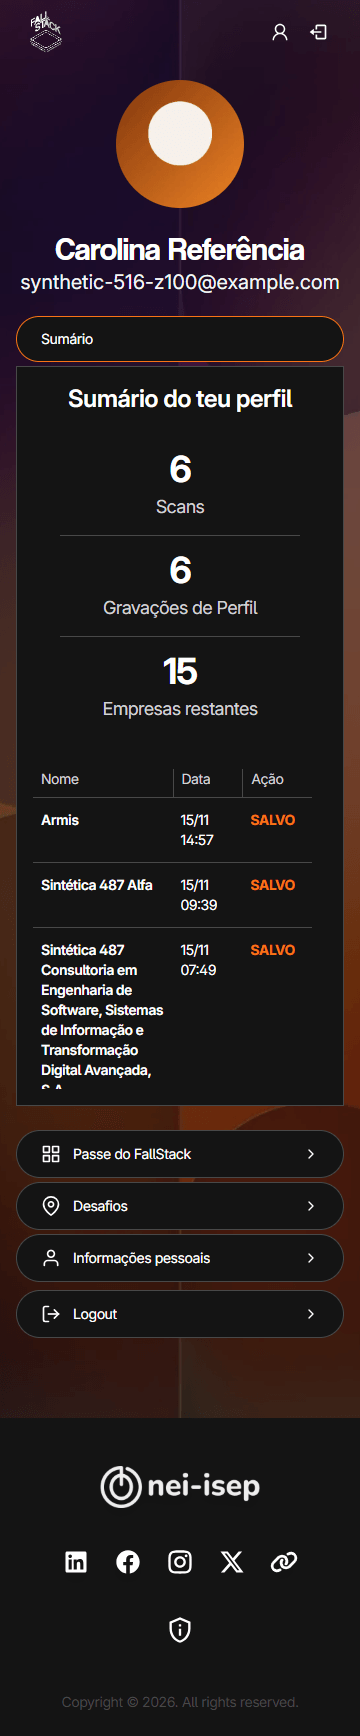 FALL
STACK
Carolina Referência
synthetic-516-z100@example.com
Sumário
Sumário do teu perfil
6
Scans
6
Gravações de Perfil
15
Empresas restantes
Nome Data Ação
Armis 15/11 SALVO
14:57
Sintética 487 Alfa 15/11 SALVO
09:39
Sintética 487 15/11 SALVO
Consultoria em 07:49
Engenharia de
Software, Sistemas
de Informação e
Transformação
Digital Avançada,
S.A.
Passe do FallStack
Desafios
Informações pessoais
Logout
nei-isep
Copyright © 2026. All rights reserved.